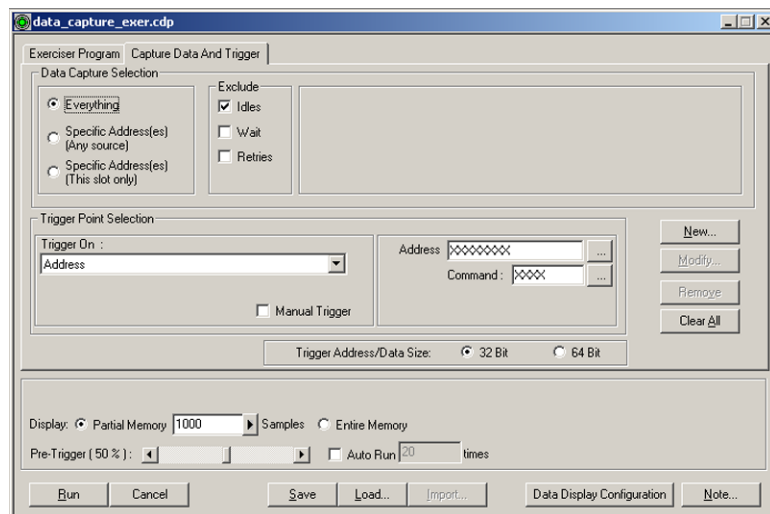 data_capture_exer.cdp
Exerciser Program
Capture Data And Trigger
Data Capture Selection
Everything
Specific Address(es)
(Any source)
Specific Address(es)
(This slot only)
Exclude
Idles
Wait
Retries
Trigger Point Selection
Trigger On :
Address
Manual Trigger
Address XXXXXXXX ...
Command : XXXX ...
New...
Modify...
Remove
Clear All
Trigger Address/Data Size: 32 Bit 64 Bit
Display: Partial Memory 1000 Samples Entire Memory
Pre-Trigger ( 50 % ) : Auto Run 20 times
Run Cancel Save Load... Import... Data Display Configuration Note...